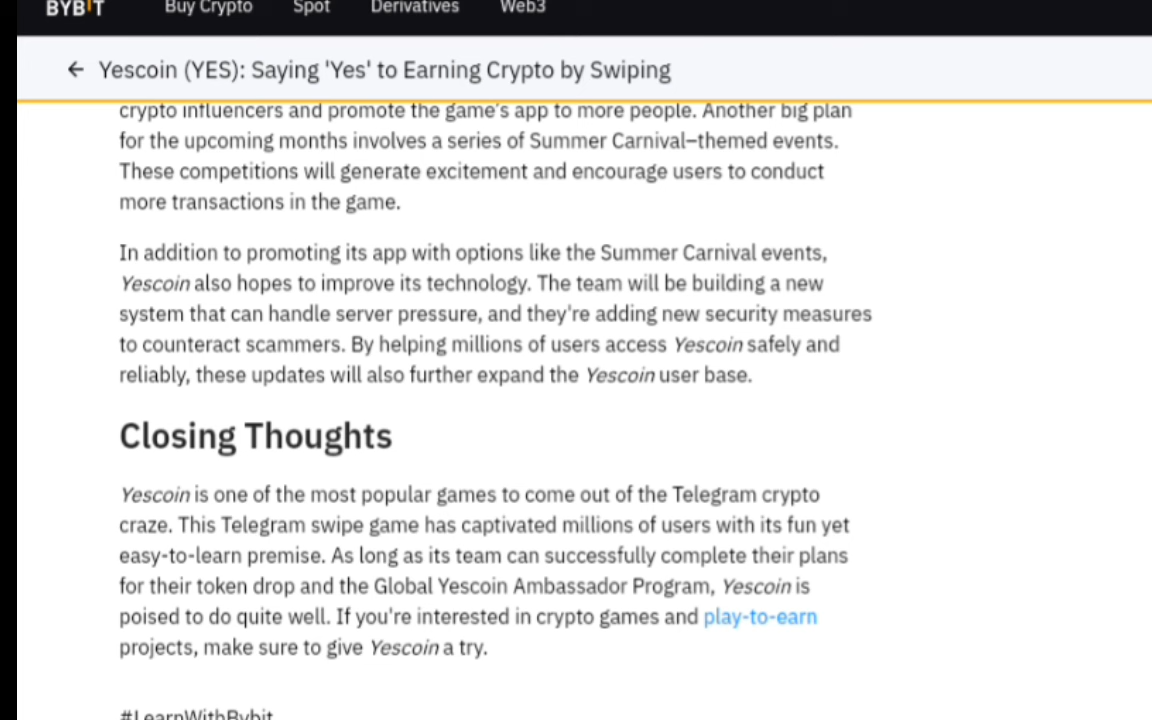 BYBIT Buy Crypto Spot Derivatives Web3
← Yescoin (YES): Saying 'Yes' to Earning Crypto by Swiping
crypto influencers and promote the game's app to more people. Another big plan
for the upcoming months involves a series of Summer Carnival–themed events.
These competitions will generate excitement and encourage users to conduct
more transactions in the game.
In addition to promoting its app with options like the Summer Carnival events,
Yescoin also hopes to improve its technology. The team will be building a new
system that can handle server pressure, and they're adding new security measures
to counteract scammers. By helping millions of users access Yescoin safely and
reliably, these updates will also further expand the Yescoin user base.
Closing Thoughts
Yescoin is one of the most popular games to come out of the Telegram crypto
craze. This Telegram swipe game has captivated millions of users with its fun yet
easy-to-learn premise. As long as its team can successfully complete their plans
for their token drop and the Global Yescoin Ambassador Program, Yescoin is
poised to do quite well. If you're interested in crypto games and play-to-earn
projects, make sure to give Yescoin a try.
#LearnWithBybit